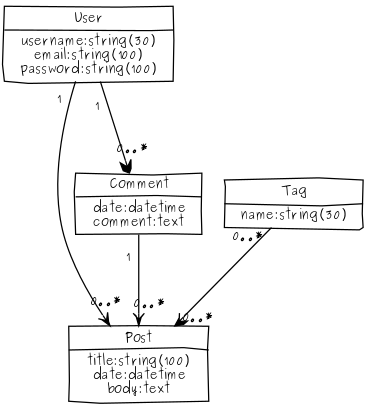 User
username:string(30)
email:string(100)
password:string(100)
1
1
0..*
Comment
date:datetime
comment:text
Tag
name:string(30)
0..*
1
0..*
0..*
0..*
Post
title:string(100)
date:datetime
body:text